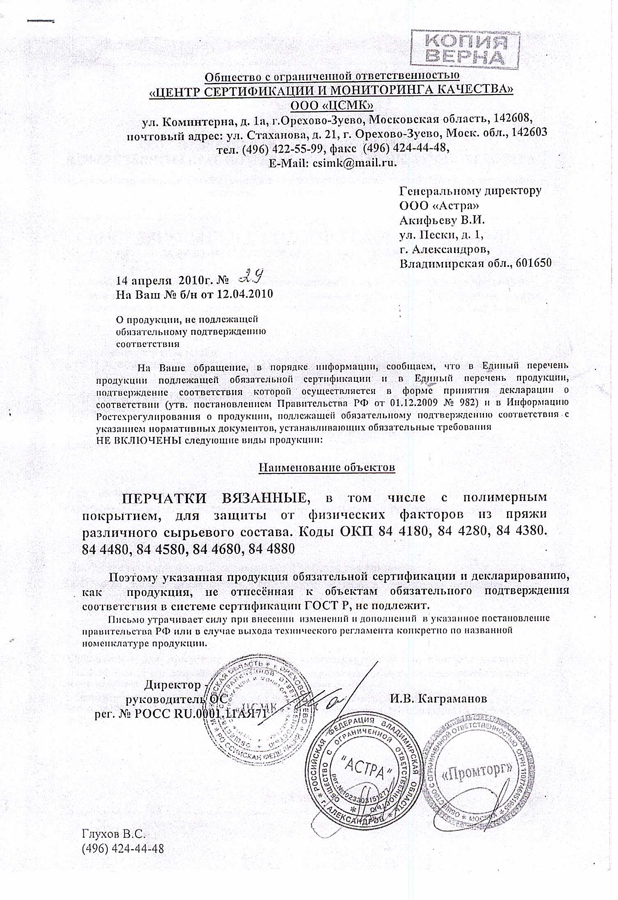 КОПИЯ
ВЕРНА
Общество с ограниченной ответственностью
«ЦЕНТР СЕРТИФИКАЦИИ И МОНИТОРИНГА КАЧЕСТВА»
ООО «ЦСМК»
ул. Коминтерна, д. 1а, г.Орехово-Зуево, Московская область, 142608,
почтовый адрес: ул. Стаханова, д. 21, г. Орехово-Зуево, Моск. обл., 142603
тел. (496) 422-55-99, факс (496) 424-44-48,
E-Mail: csimk@mail.ru.
Генеральному директору
ООО «Астра»
Акифьеву В.И.
ул. Пески, д. 1,
г. Александров,
Владимирская обл., 601650
14 апреля 2010г. № 29
На Ваш № б/н от 12.04.2010
О продукции, не подлежащей
обязательному подтверждению
соответствия
На Ваше обращение, в порядке информации, сообщаем, что в Единый перечень
продукции подлежащей обязательной сертификации и в Единый перечень продукции,
подтверждение соответствия которой осуществляется в форме принятия декларации о
соответствии (утв. постановлением Правительства РФ от 01.12.2009 № 982) и в Информацию
Ростехрегулирования о продукции, подлежащей обязательному подтверждению соответствия с
указанием нормативных документов, устанавливающих обязательные требования
НЕ ВКЛЮЧЕНЫ следующие виды продукции:
Наименование объектов
ПЕРЧАТКИ ВЯЗАННЫЕ, в том числе с полимерным
покрытием, для защиты от физических факторов из пряжи
различного сырьевого состава. Коды ОКП 84 4180, 84 4280, 84 4380.
84 4480, 84 4580, 84 4680, 84 4880
Поэтому указанная продукция обязательной сертификации и декларированию,
как продукция, не отнесённая к объектам обязательного подтверждения
соответствия в системе сертификации ГОСТ Р, не подлежит.
Письмо утрачивает силу при внесении изменений и дополнений в указанное постановление
правительства РФ или в случае выхода технического регламента конкретно по названной
номенклатуре продукции.
Директор -
руководитель ОС
И.В. Каграманов
рег. № РОСС RU.0001.11АЯ71
ЦСМК
РОССИЙСКАЯ ФЕДЕРАЦИЯ ВЛАДИМИРСКАЯ ОБЛАСТЬ
г. АЛЕКСАНДРОВ
ОБЩЕСТВО С ОГРАНИЧЕННОЙ ОТВЕТСТВЕННОСТЬЮ
"АСТРА"
«Промторг»
МОСКВА
Глухов В.С.
(496) 424-44-48